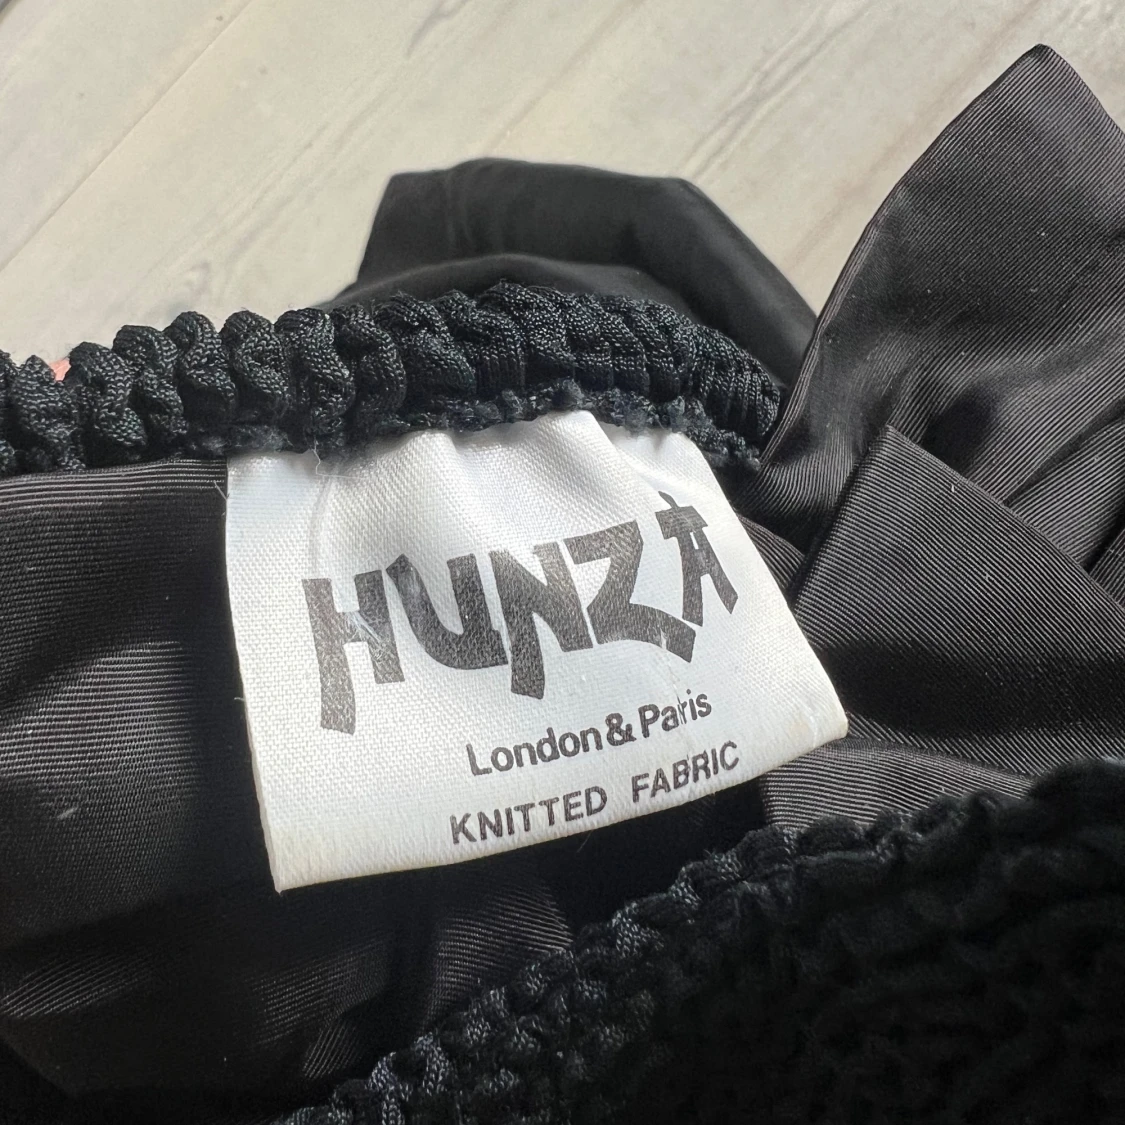 HUNZA
London & Paris
KNITTED FABRIC